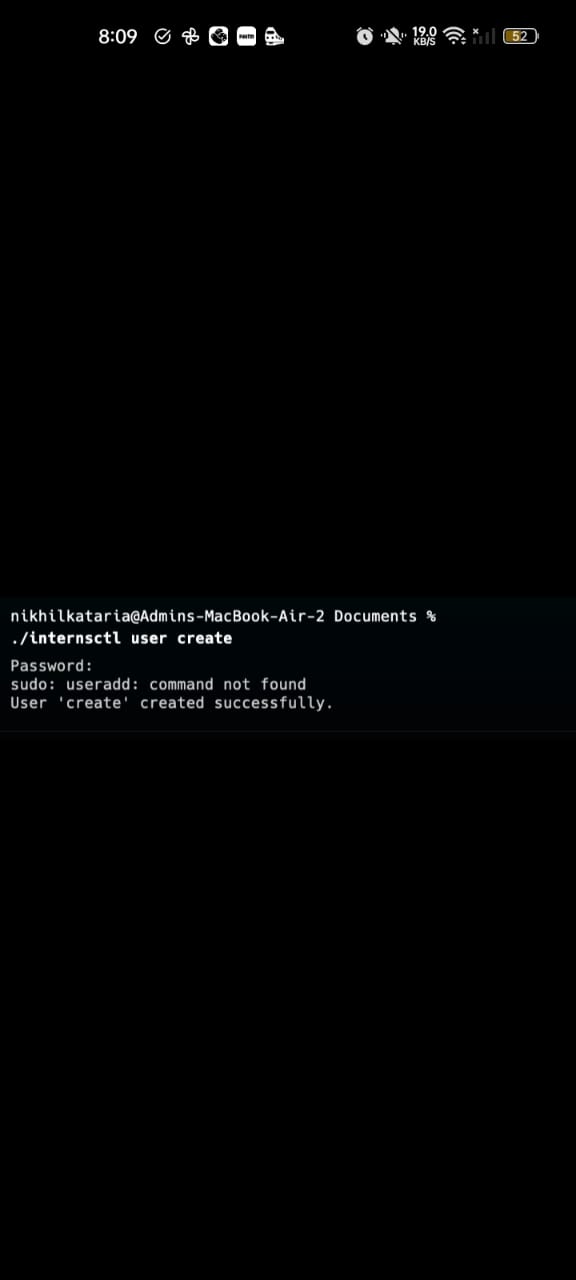 8:09
19.0
KB/S
52
nikhilkataria@Admins-MacBook-Air-2 Documents %
./internsctl user create
Password:
sudo: useradd: command not found
User 'create' created successfully.